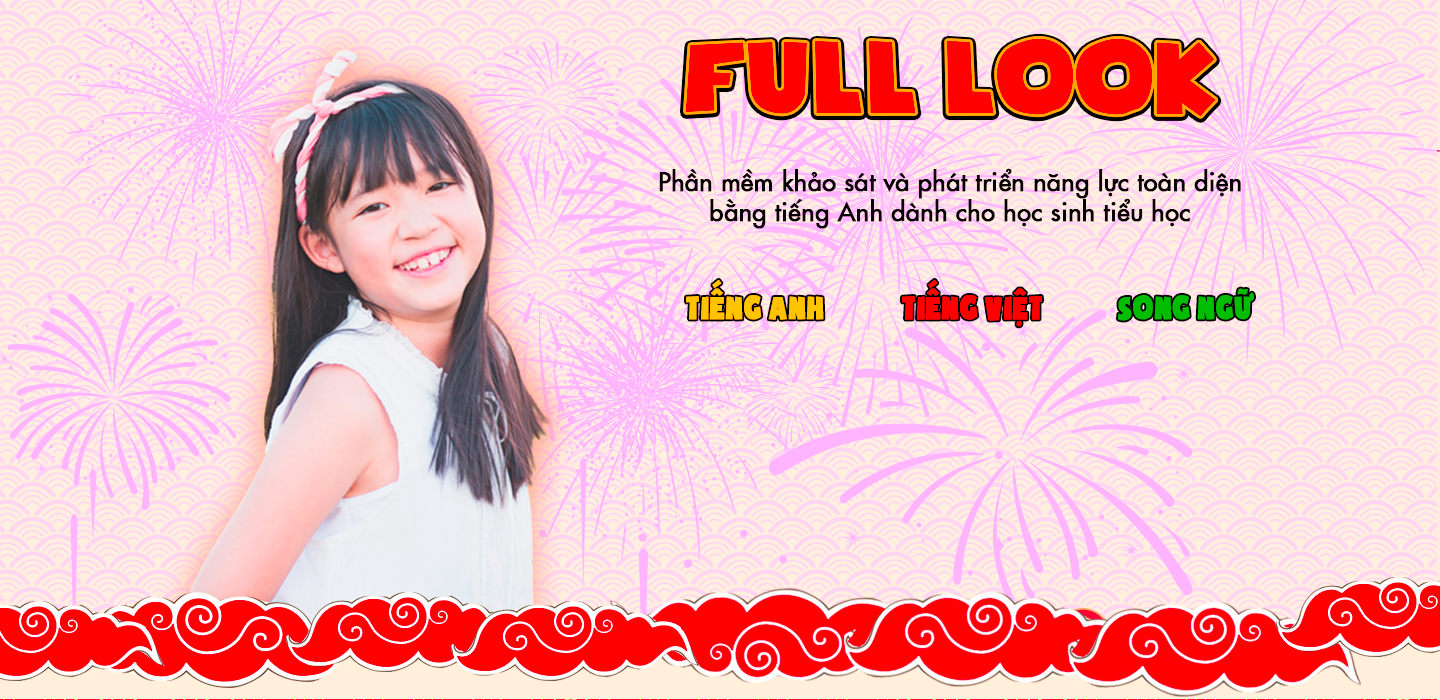 FULL LOOK
Phần mềm khảo sát và phát triển năng lực toàn diện
bằng tiếng Anh dành cho học sinh tiểu học
TIẾNG ANH TIẾNG VIỆT SONG NGỮ